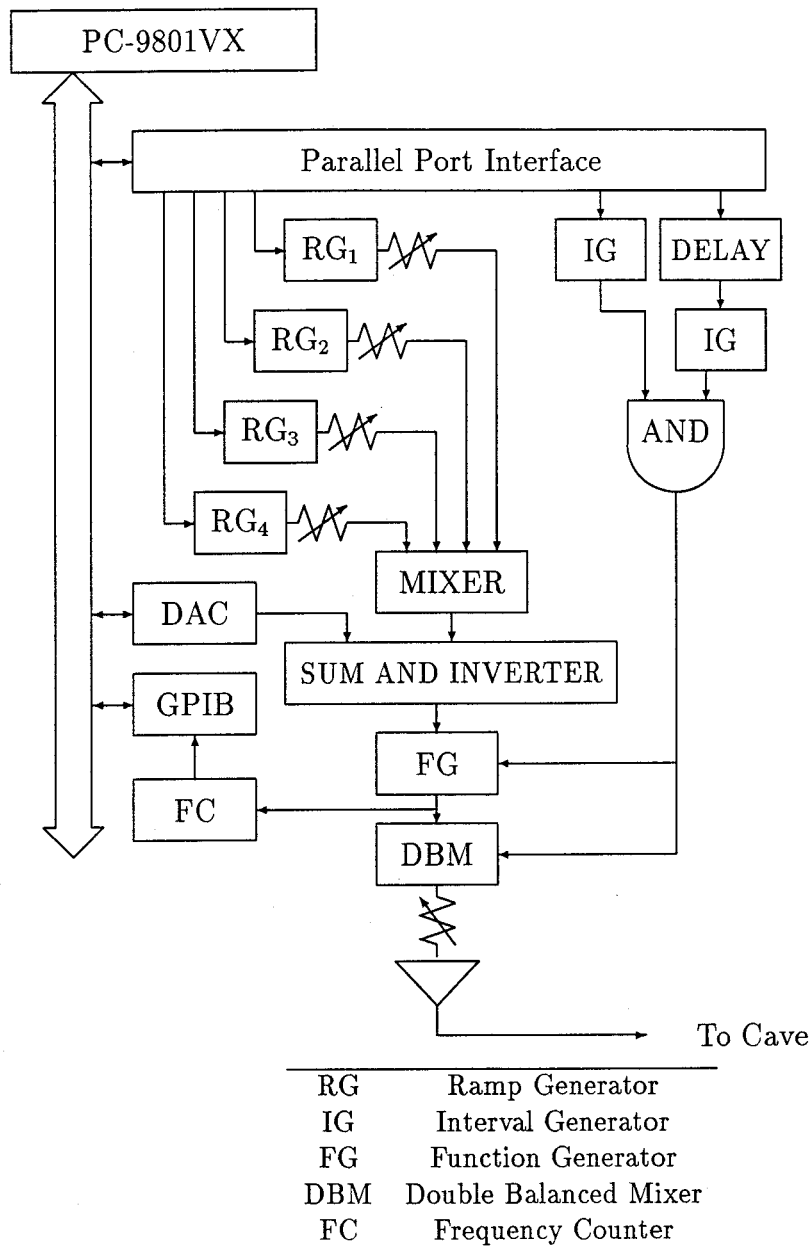 PC-9801VX
Parallel Port Interface
RG₁
IG
DELAY
RG₂
IG
RG₃
AND
RG₄
MIXER
DAC
SUM AND INVERTER
GPIB
FG
FC
DBM
To Cave
RG Ramp Generator
IG Interval Generator
FG Function Generator
DBM Double Balanced Mixer
FC Frequency Counter